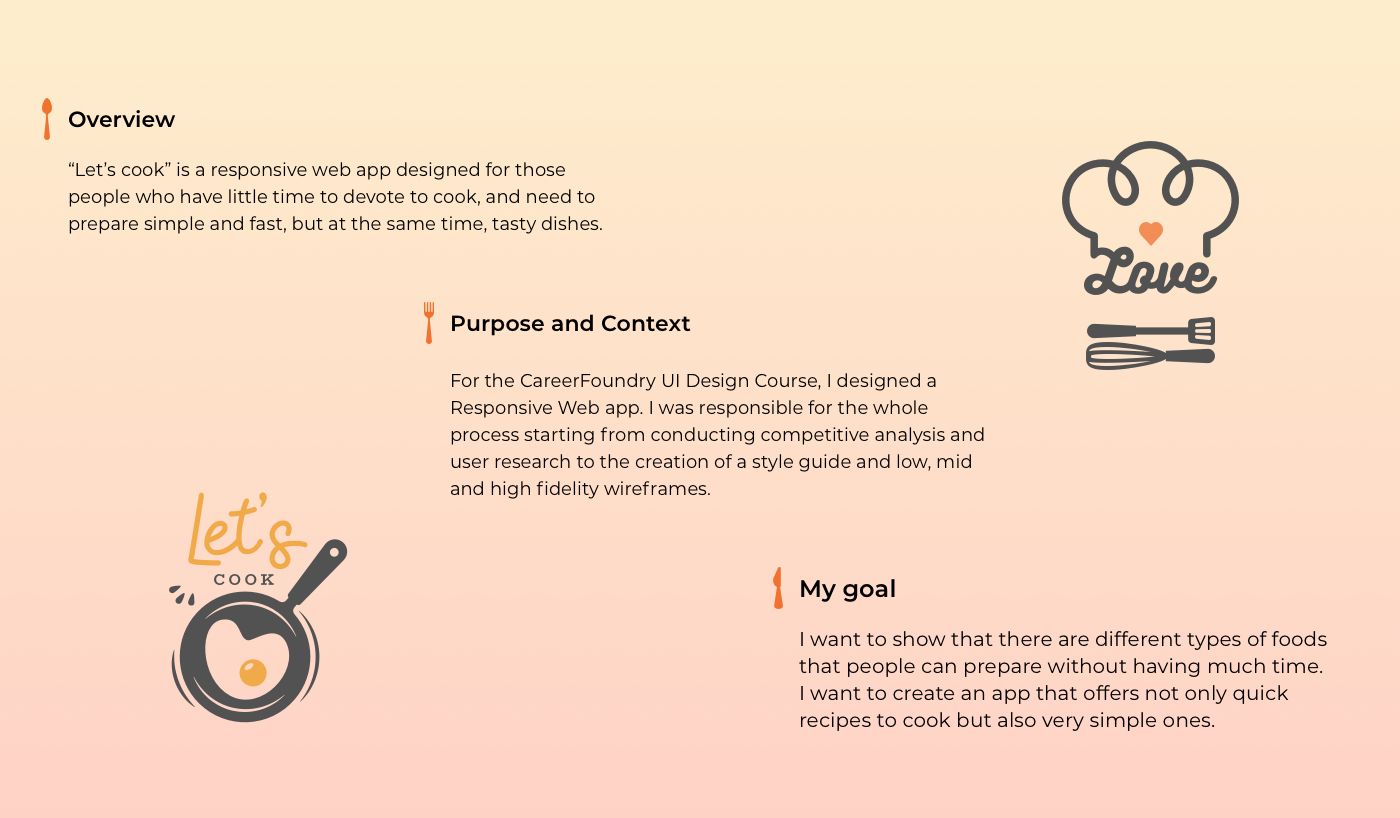 Overview
“Let’s cook” is a responsive web app designed for those
people who have little time to devote to cook, and need to
prepare simple and fast, but at the same time, tasty dishes.
Love
Purpose and Context
For the CareerFoundry UI Design Course, I designed a
Responsive Web app. I was responsible for the whole
process starting from conducting competitive analysis and
user research to the creation of a style guide and low, mid
and high fidelity wireframes.
Let’s
COOK
My goal
I want to show that there are different types of foods
that people can prepare without having much time.
I want to create an app that offers not only quick
recipes to cook but also very simple ones.